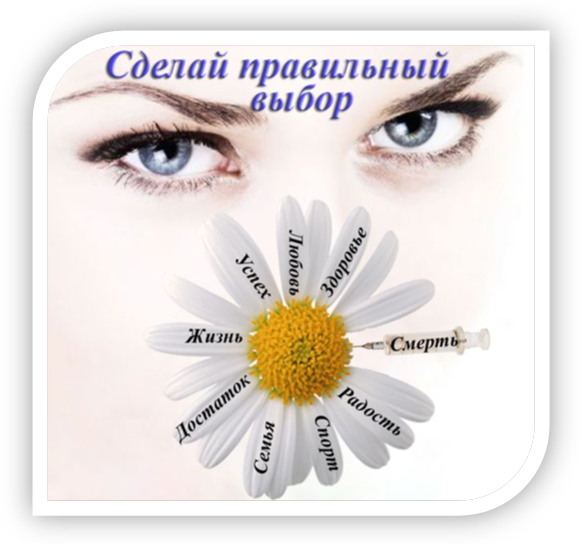 Сделай правильный
выбор
Успех
Любовь
Здоровье
Жизнь
Смерть
Достаток
Радость
Семья
Спорт